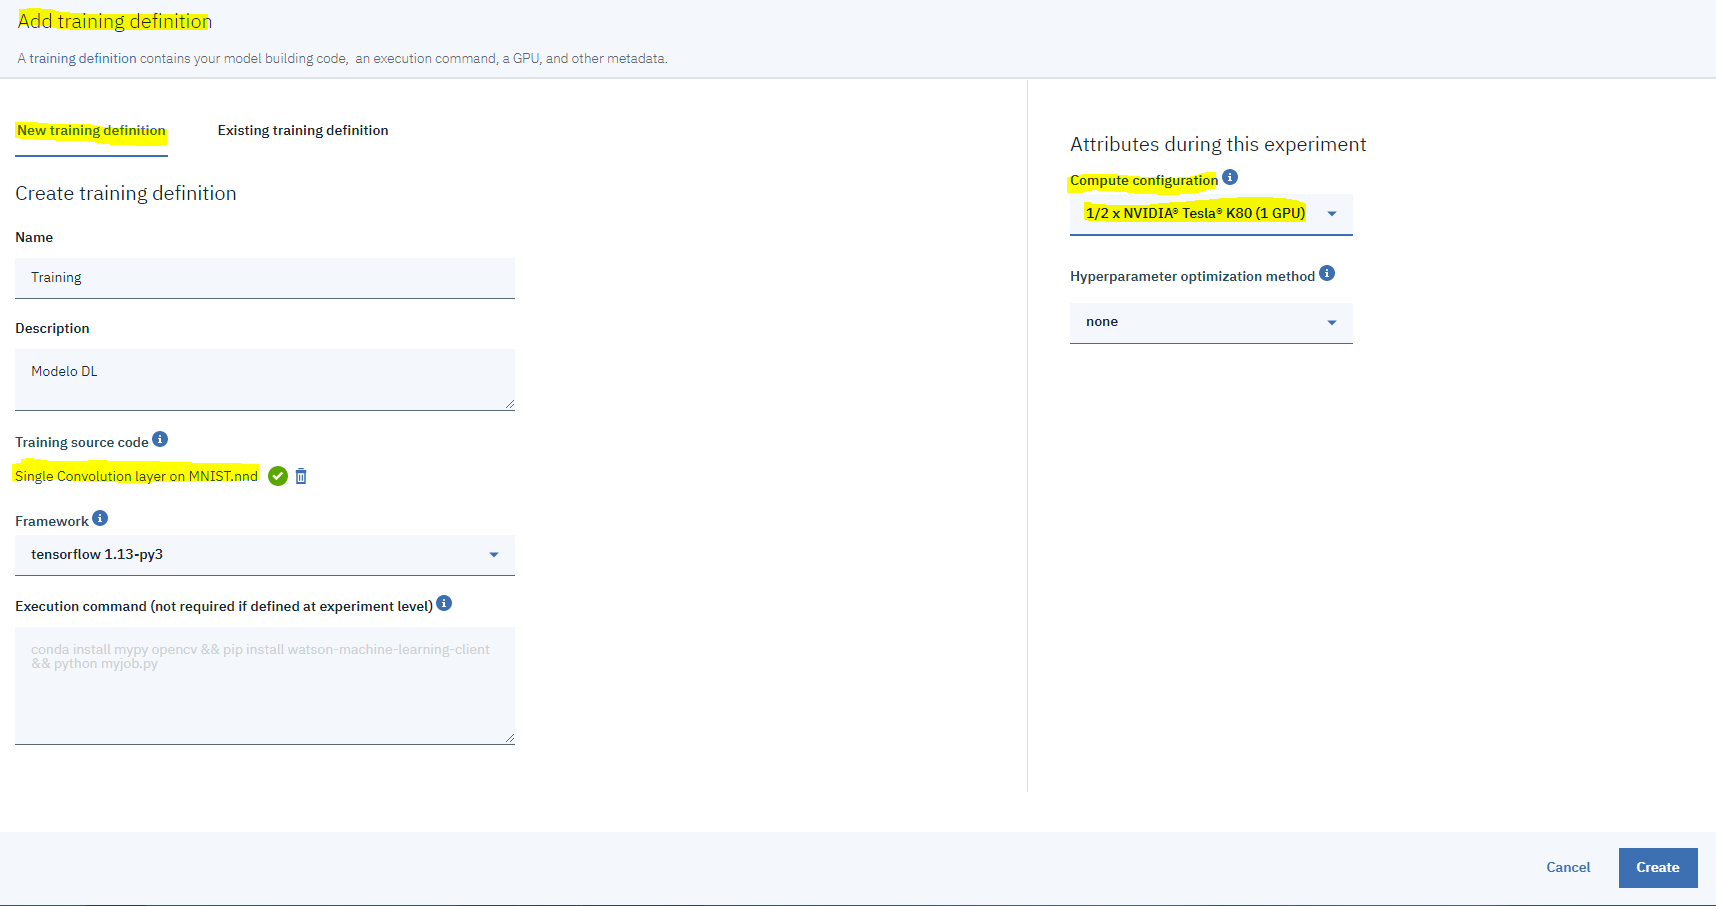 Add training definition
A training definition contains your model building code, an execution command, a GPU, and other metadata.
New training definition
Existing training definition
Create training definition
Name
Training
Description
Modelo DL
Training source code
Single Convolution layer on MNIST.nnd
Framework
tensorflow 1.13-py3
Execution command (not required if defined at experiment level)
conda install mypy opencv && pip install watson-machine-learning-client
&& python myjob.py
Attributes during this experiment
Compute configuration
1/2 x NVIDIA® Tesla® K80 (1 GPU)
Hyperparameter optimization method
none
Cancel
Create